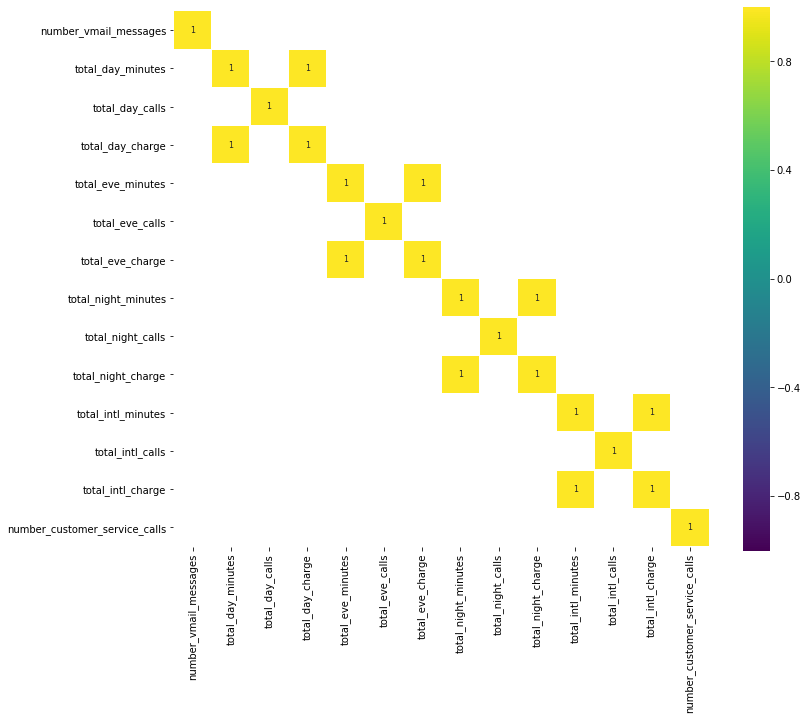 number_vmail_messages 1
total_day_minutes 1 1
total_day_calls 1
total_day_charge 1 1
total_eve_minutes 1 1
total_eve_calls 1
total_eve_charge 1 1
total_night_minutes 1 1
total_night_calls 1
total_night_charge 1 1
total_intl_minutes 1 1
total_intl_calls 1
total_intl_charge 1 1
number_customer_service_calls 1
number_vmail_messages
total_day_minutes
total_day_calls
total_day_charge
total_eve_minutes
total_eve_calls
total_eve_charge
total_night_minutes
total_night_calls
total_night_charge
total_intl_minutes
total_intl_calls
total_intl_charge
number_customer_service_calls
0.8
0.4
0.0
−0.4
−0.8